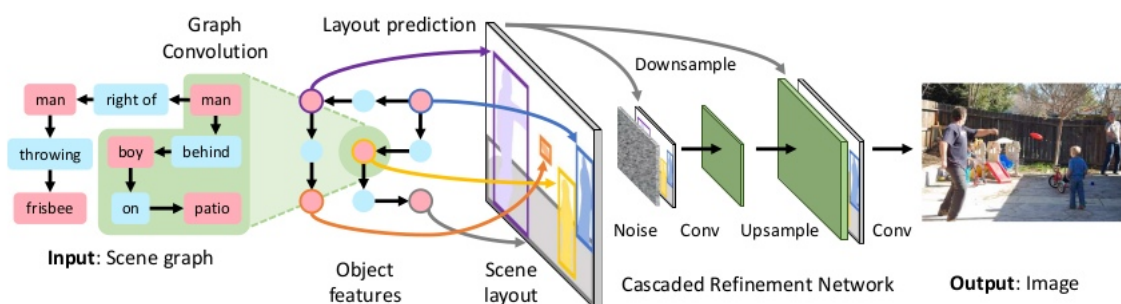 Graph
Convolution
Layout prediction
Downsample
man
right of
man
throwing
boy
behind
frisbee
on
patio
Input: Scene graph
Object
features
Scene
layout
Noise
Conv
Upsample
Conv
Cascaded Refinement Network
Output: Image